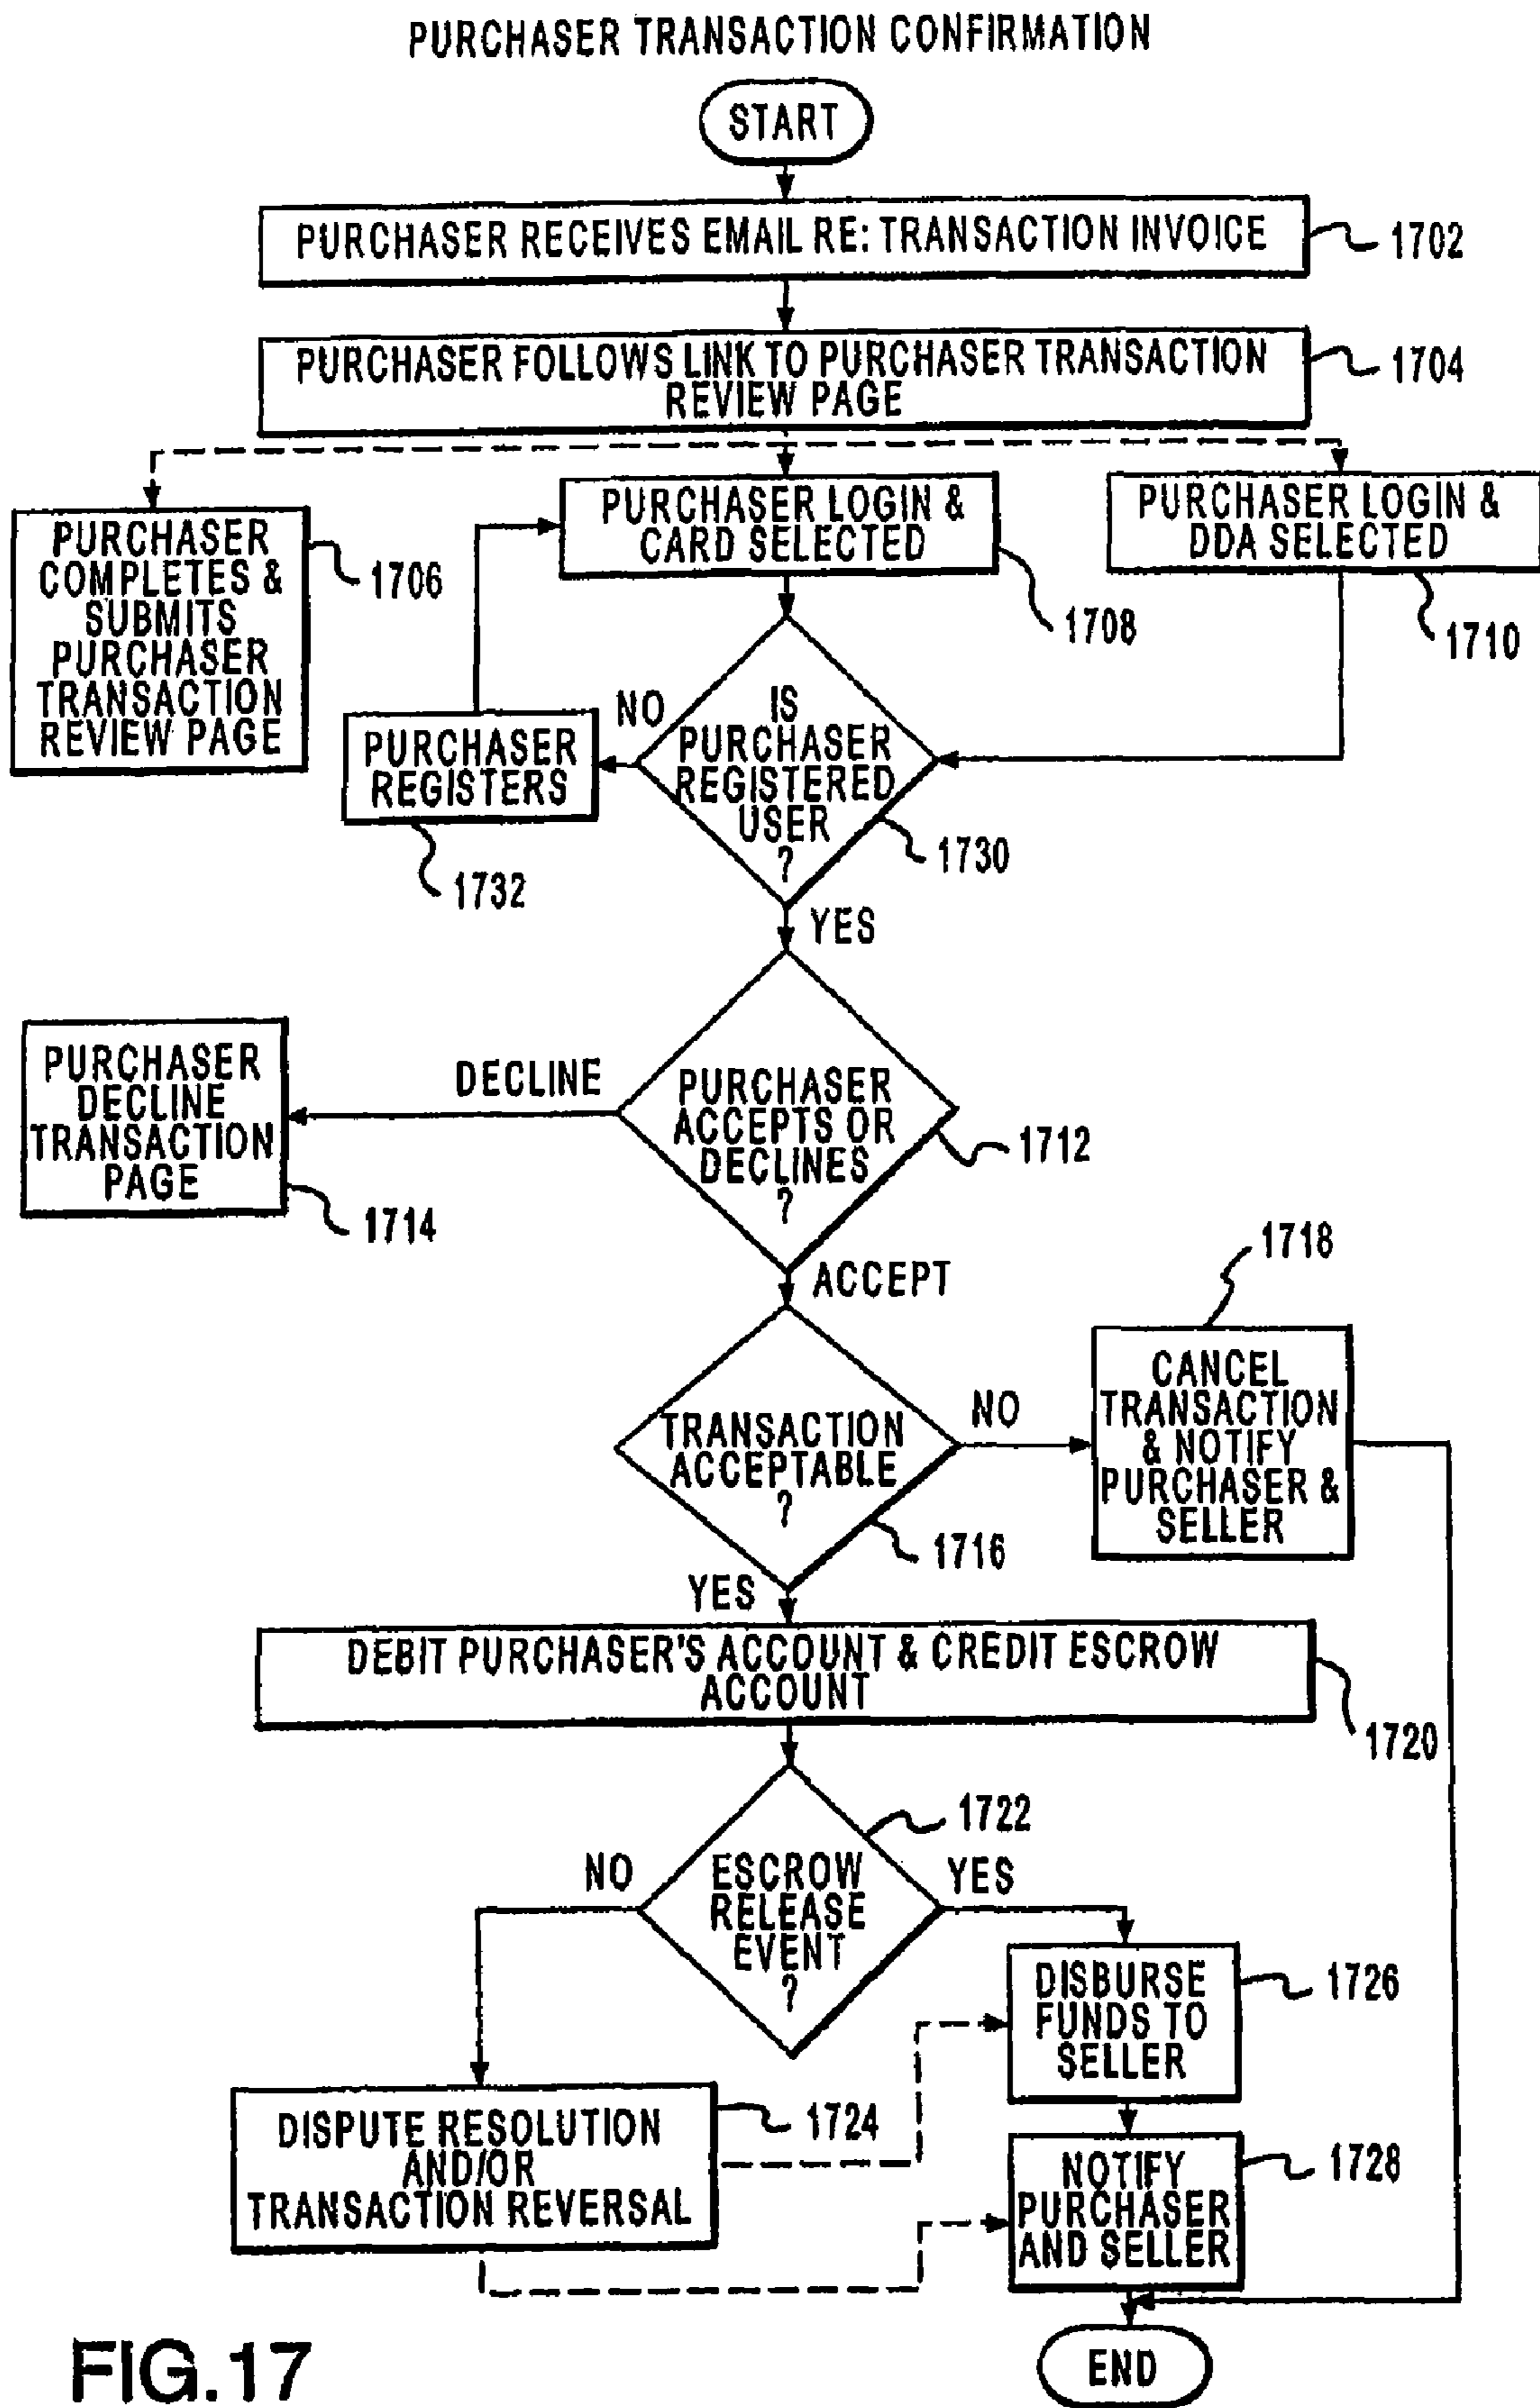 PURCHASER TRANSACTION CONFIRMATION
START
PURCHASER RECEIVES EMAIL RE: TRANSACTION INVOICE
1702
PURCHASER FOLLOWS LINK TO PURCHASER TRANSACTION
REVIEW PAGE
1704
PURCHASER
COMPLETES &
SUBMITS
PURCHASER
TRANSACTION
REVIEW PAGE
1706
PURCHASER LOGIN &
CARD SELECTED
1708
PURCHASER LOGIN &
DDA SELECTED
1710
IS
PURCHASER
REGISTERED
USER
?
1730
NO
PURCHASER
REGISTERS
1732
YES
PURCHASER
ACCEPTS OR
DECLINES
?
1712
DECLINE
PURCHASER
DECLINE
TRANSACTION
PAGE
1714
ACCEPT
TRANSACTION
ACCEPTABLE
?
1716
NO
1718
CANCEL
TRANSACTION
& NOTIFY
PURCHASER &
SELLER
YES
DEBIT PURCHASER'S ACCOUNT & CREDIT ESCROW
ACCOUNT
1720
ESCROW
RELEASE
EVENT
?
1722
NO
YES
DISBURSE
FUNDS TO
SELLER
1726
DISPUTE RESOLUTION
AND/OR
TRANSACTION REVERSAL
1724
NOTIFY
PURCHASER
AND SELLER
1728
END
FIG.17